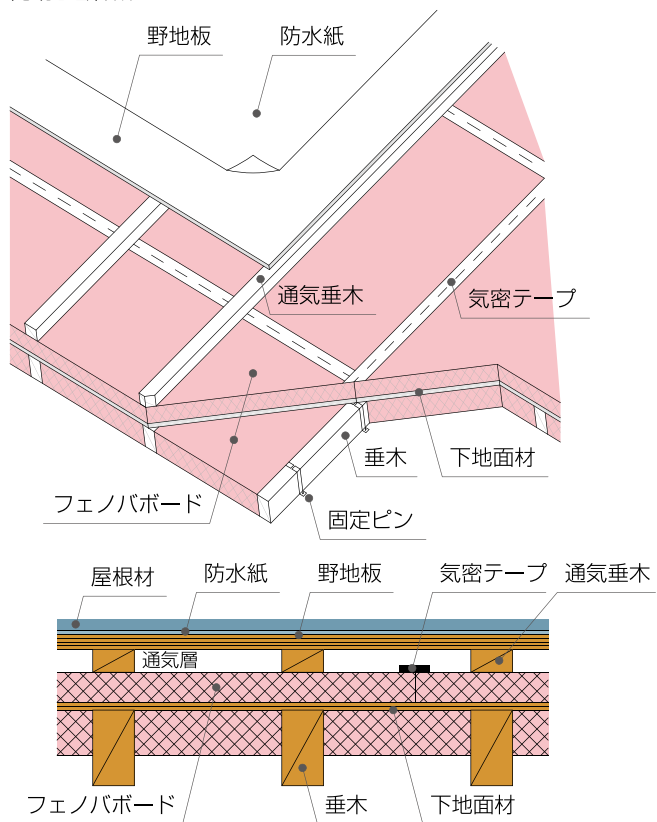 野地板 防水紙
通気垂木 気密テープ
垂木 下地面材
フェノバボード
固定ピン
屋根材 防水紙 野地板 気密テープ 通気垂木
通気層
フェノバボード 垂木 下地面材